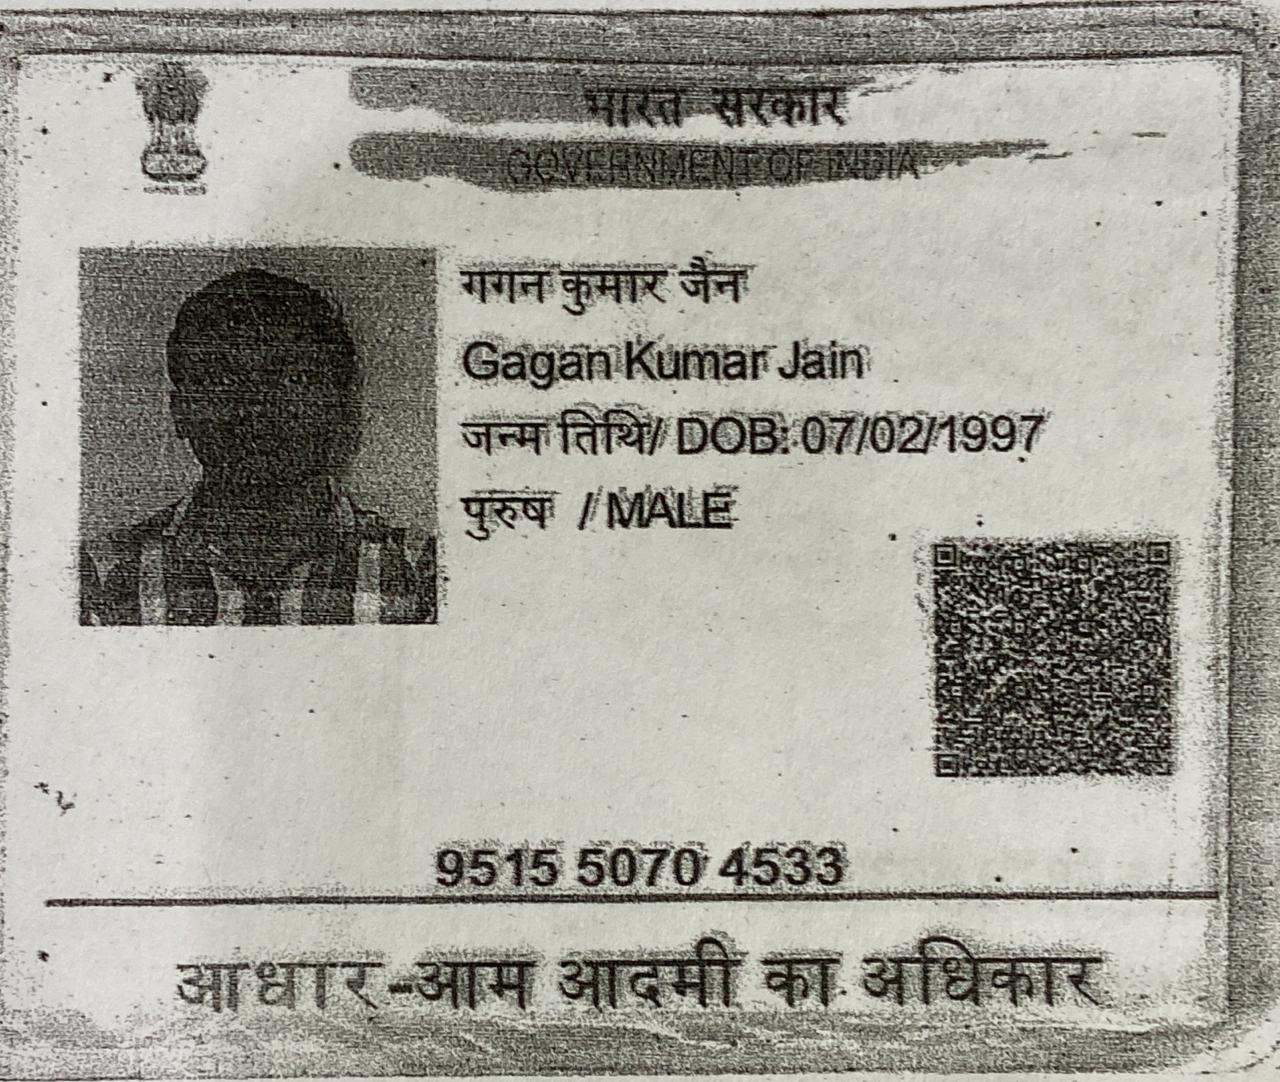 भारत सरकार
GOVERNMENT OF INDIA
गगन कुमार जैन
Gagan Kumar Jain
जन्म तिथि/ DOB: 07/02/1997
पुरुष / MALE
9515 5070 4533
आधार-आम आदमी का अधिकार